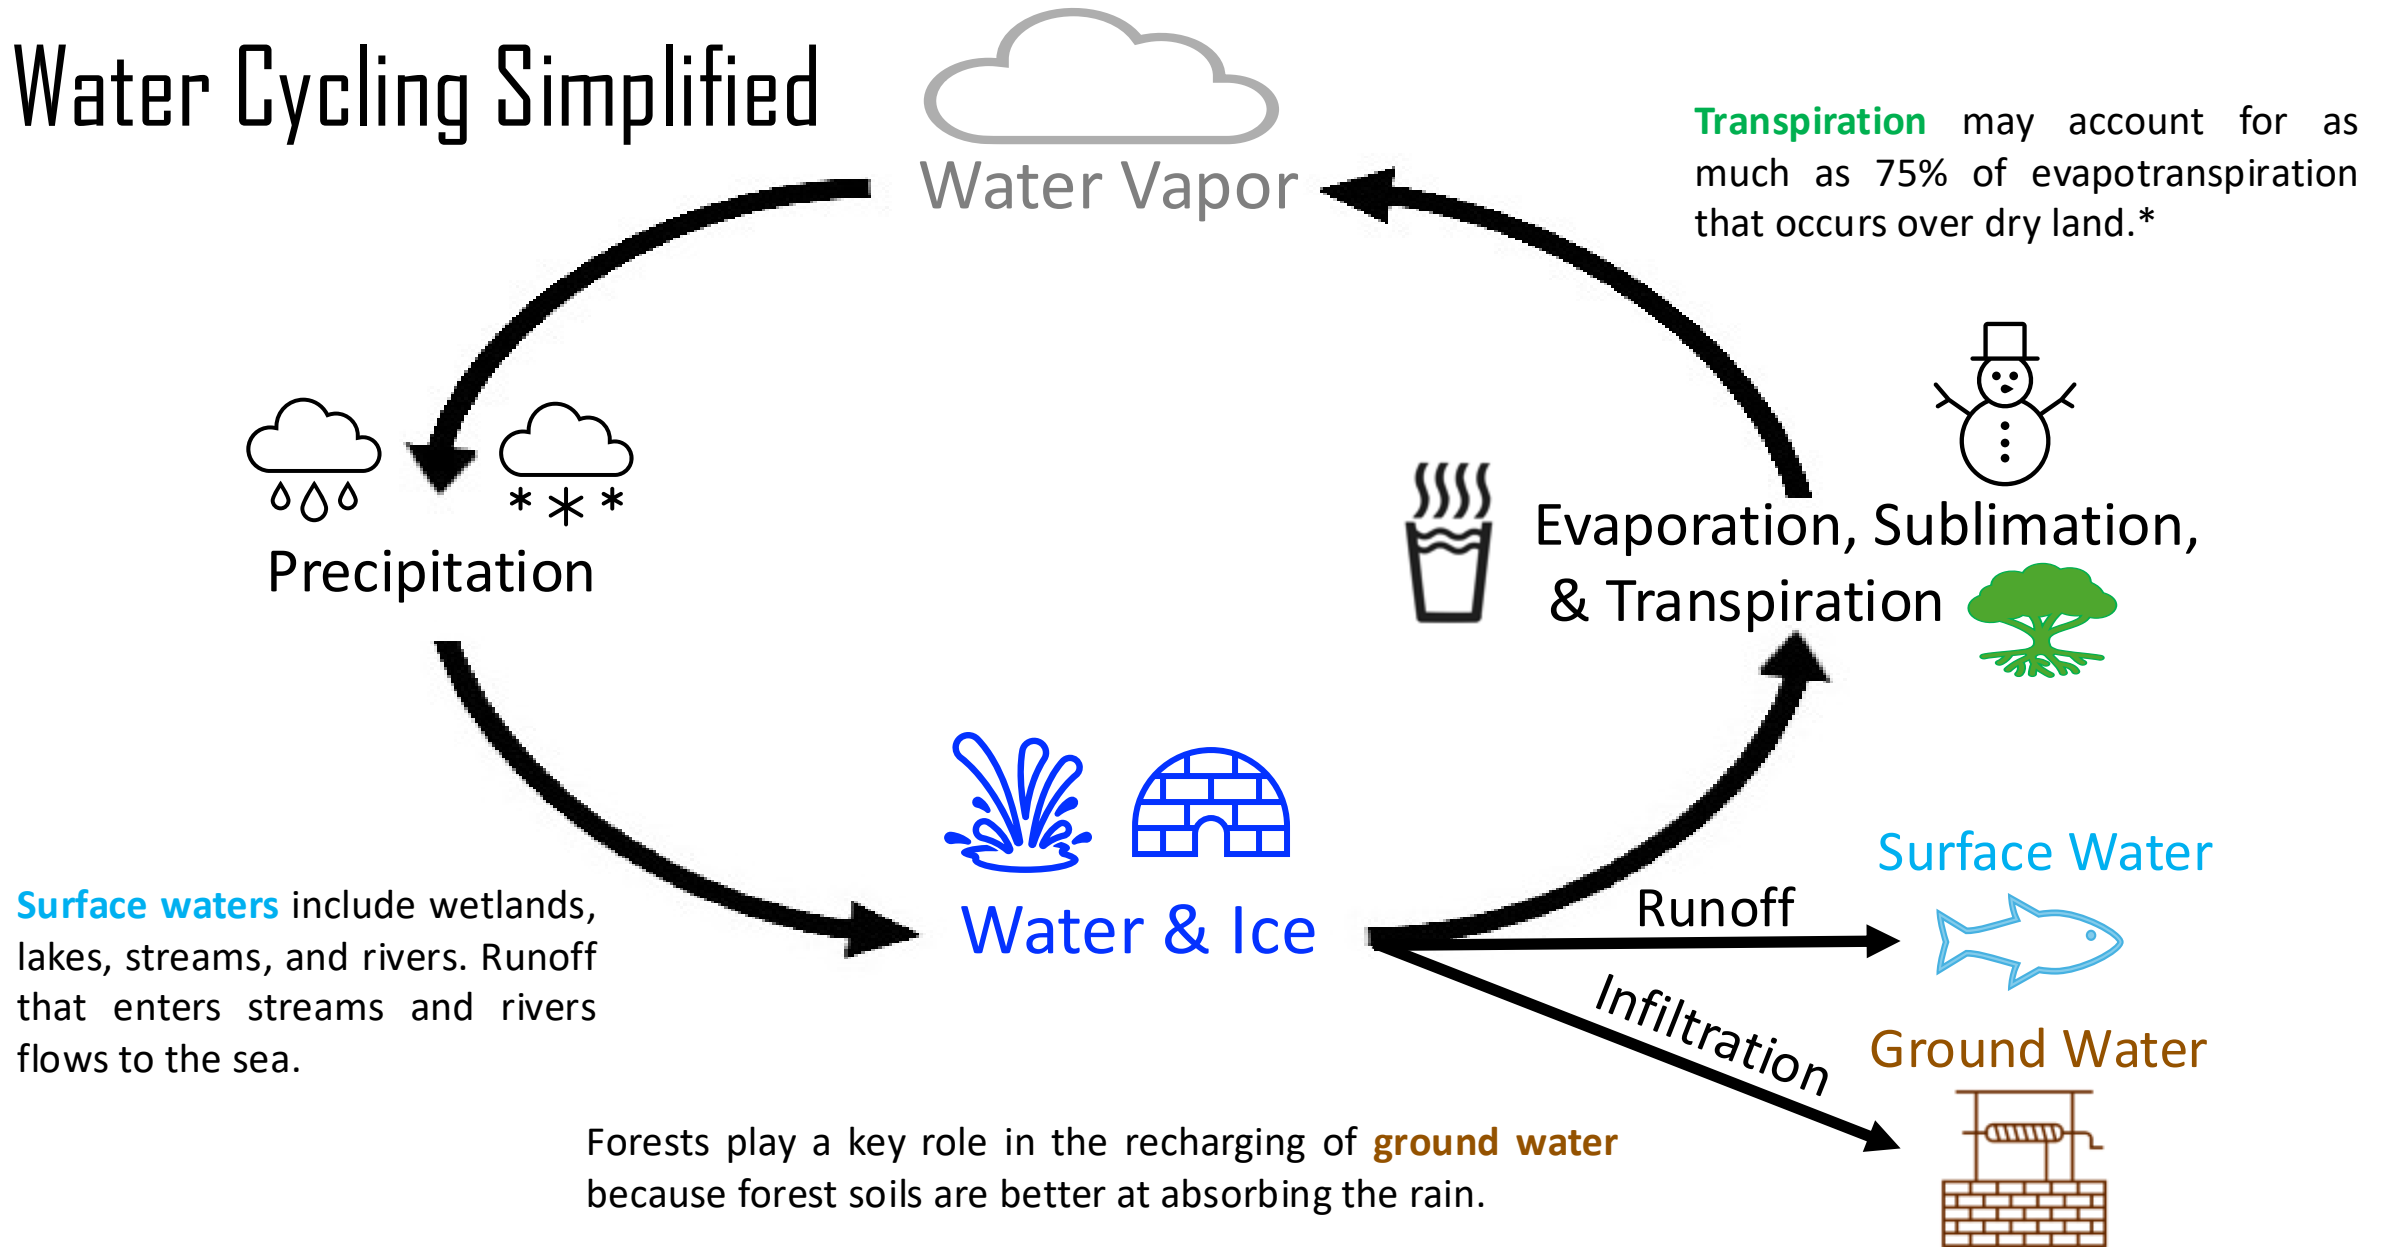 Water Cycling Simplified
Water Vapor
Transpiration may account for as
much as 75% of evapotranspiration
that occurs over dry land.*
Precipitation
Evaporation, Sublimation,
& Transpiration
Water & Ice
Surface Water
Runoff
Infiltration
Ground Water
Surface waters include wetlands,
lakes, streams, and rivers. Runoff
that enters streams and rivers
flows to the sea.
Forests play a key role in the recharging of ground water
because forest soils are better at absorbing the rain.